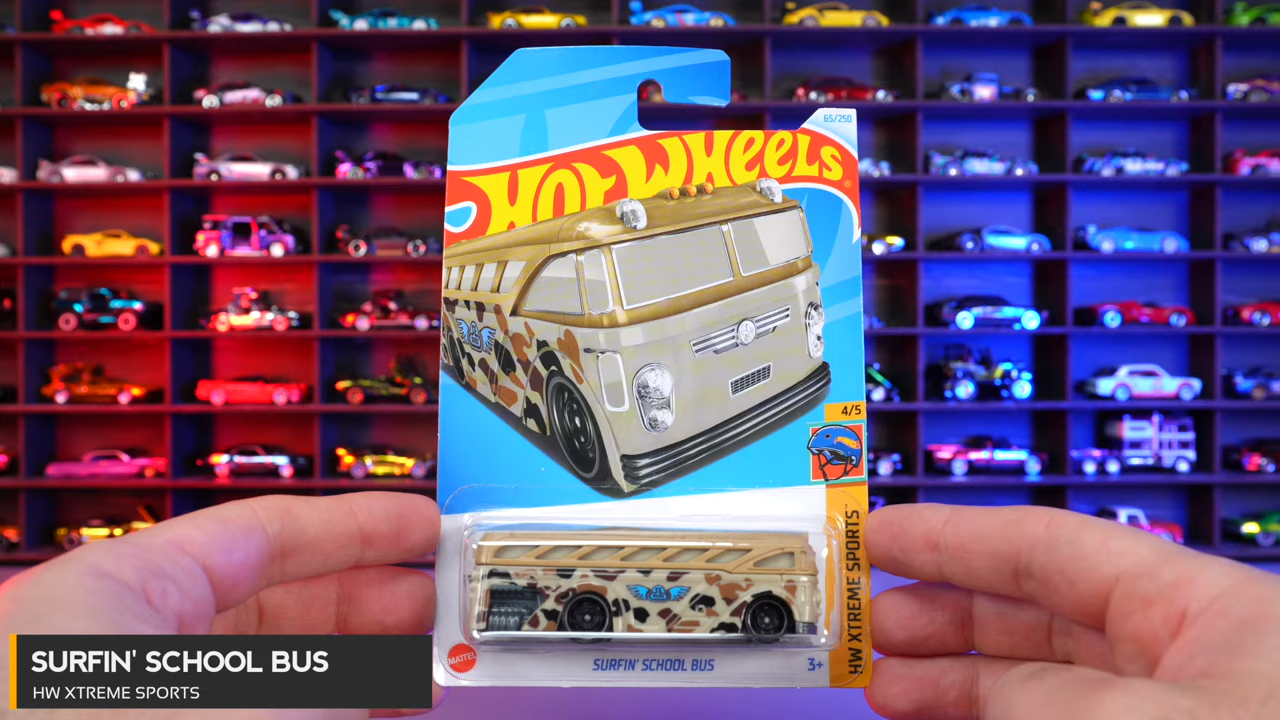 65/250
HOT WHEELS®
4/5
HW XTREME SPORTS™
MATTEL
SURFIN' SCHOOL BUS
3+
SURFIN' SCHOOL BUS
HW XTREME SPORTS